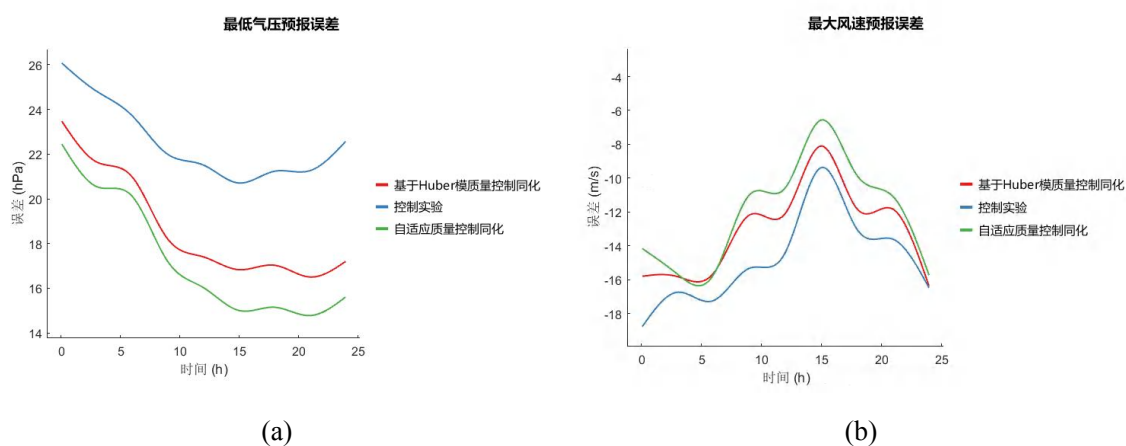 最低气压预报误差
26
24
22
20
18
16
14
误差 (hPa)
0 5 10 15 20 25
时间 (h)
基于Huber模质量控制同化
控制实验
自适应质量控制同化
(a)
最大风速预报误差
-4
-6
-8
-10
-12
-14
-16
-18
误差 (m/s)
0 5 10 15 20 25
时间 (h)
基于Huber模质量控制同化
控制实验
自适应质量控制同化
(b)